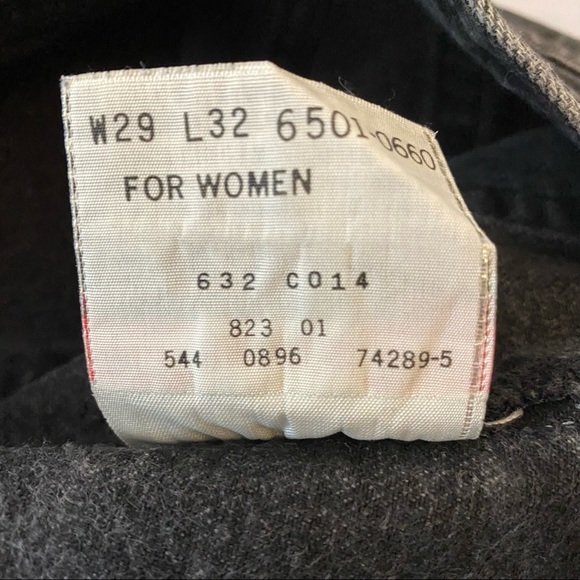 W29 L32 6501-0660
FOR WOMEN
632 C014
823 01
544 0896 74289-5